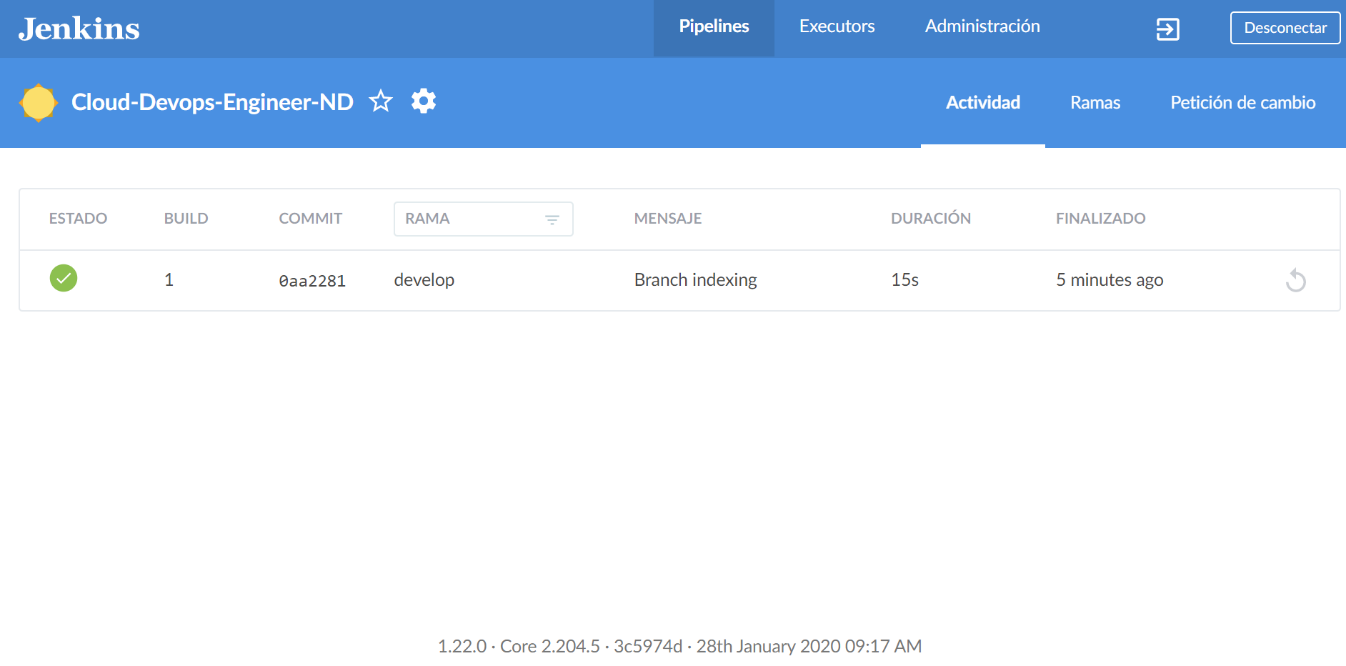 Jenkins Pipelines Executors Administración Desconectar
Cloud-Devops-Engineer-ND Actividad Ramas Petición de cambio
ESTADO BUILD COMMIT RAMA MENSAJE DURACIÓN FINALIZADO
1 0aa2281 develop Branch indexing 15s 5 minutes ago
1.22.0 · Core 2.204.5 · 3c5974d · 28th January 2020 09:17 AM